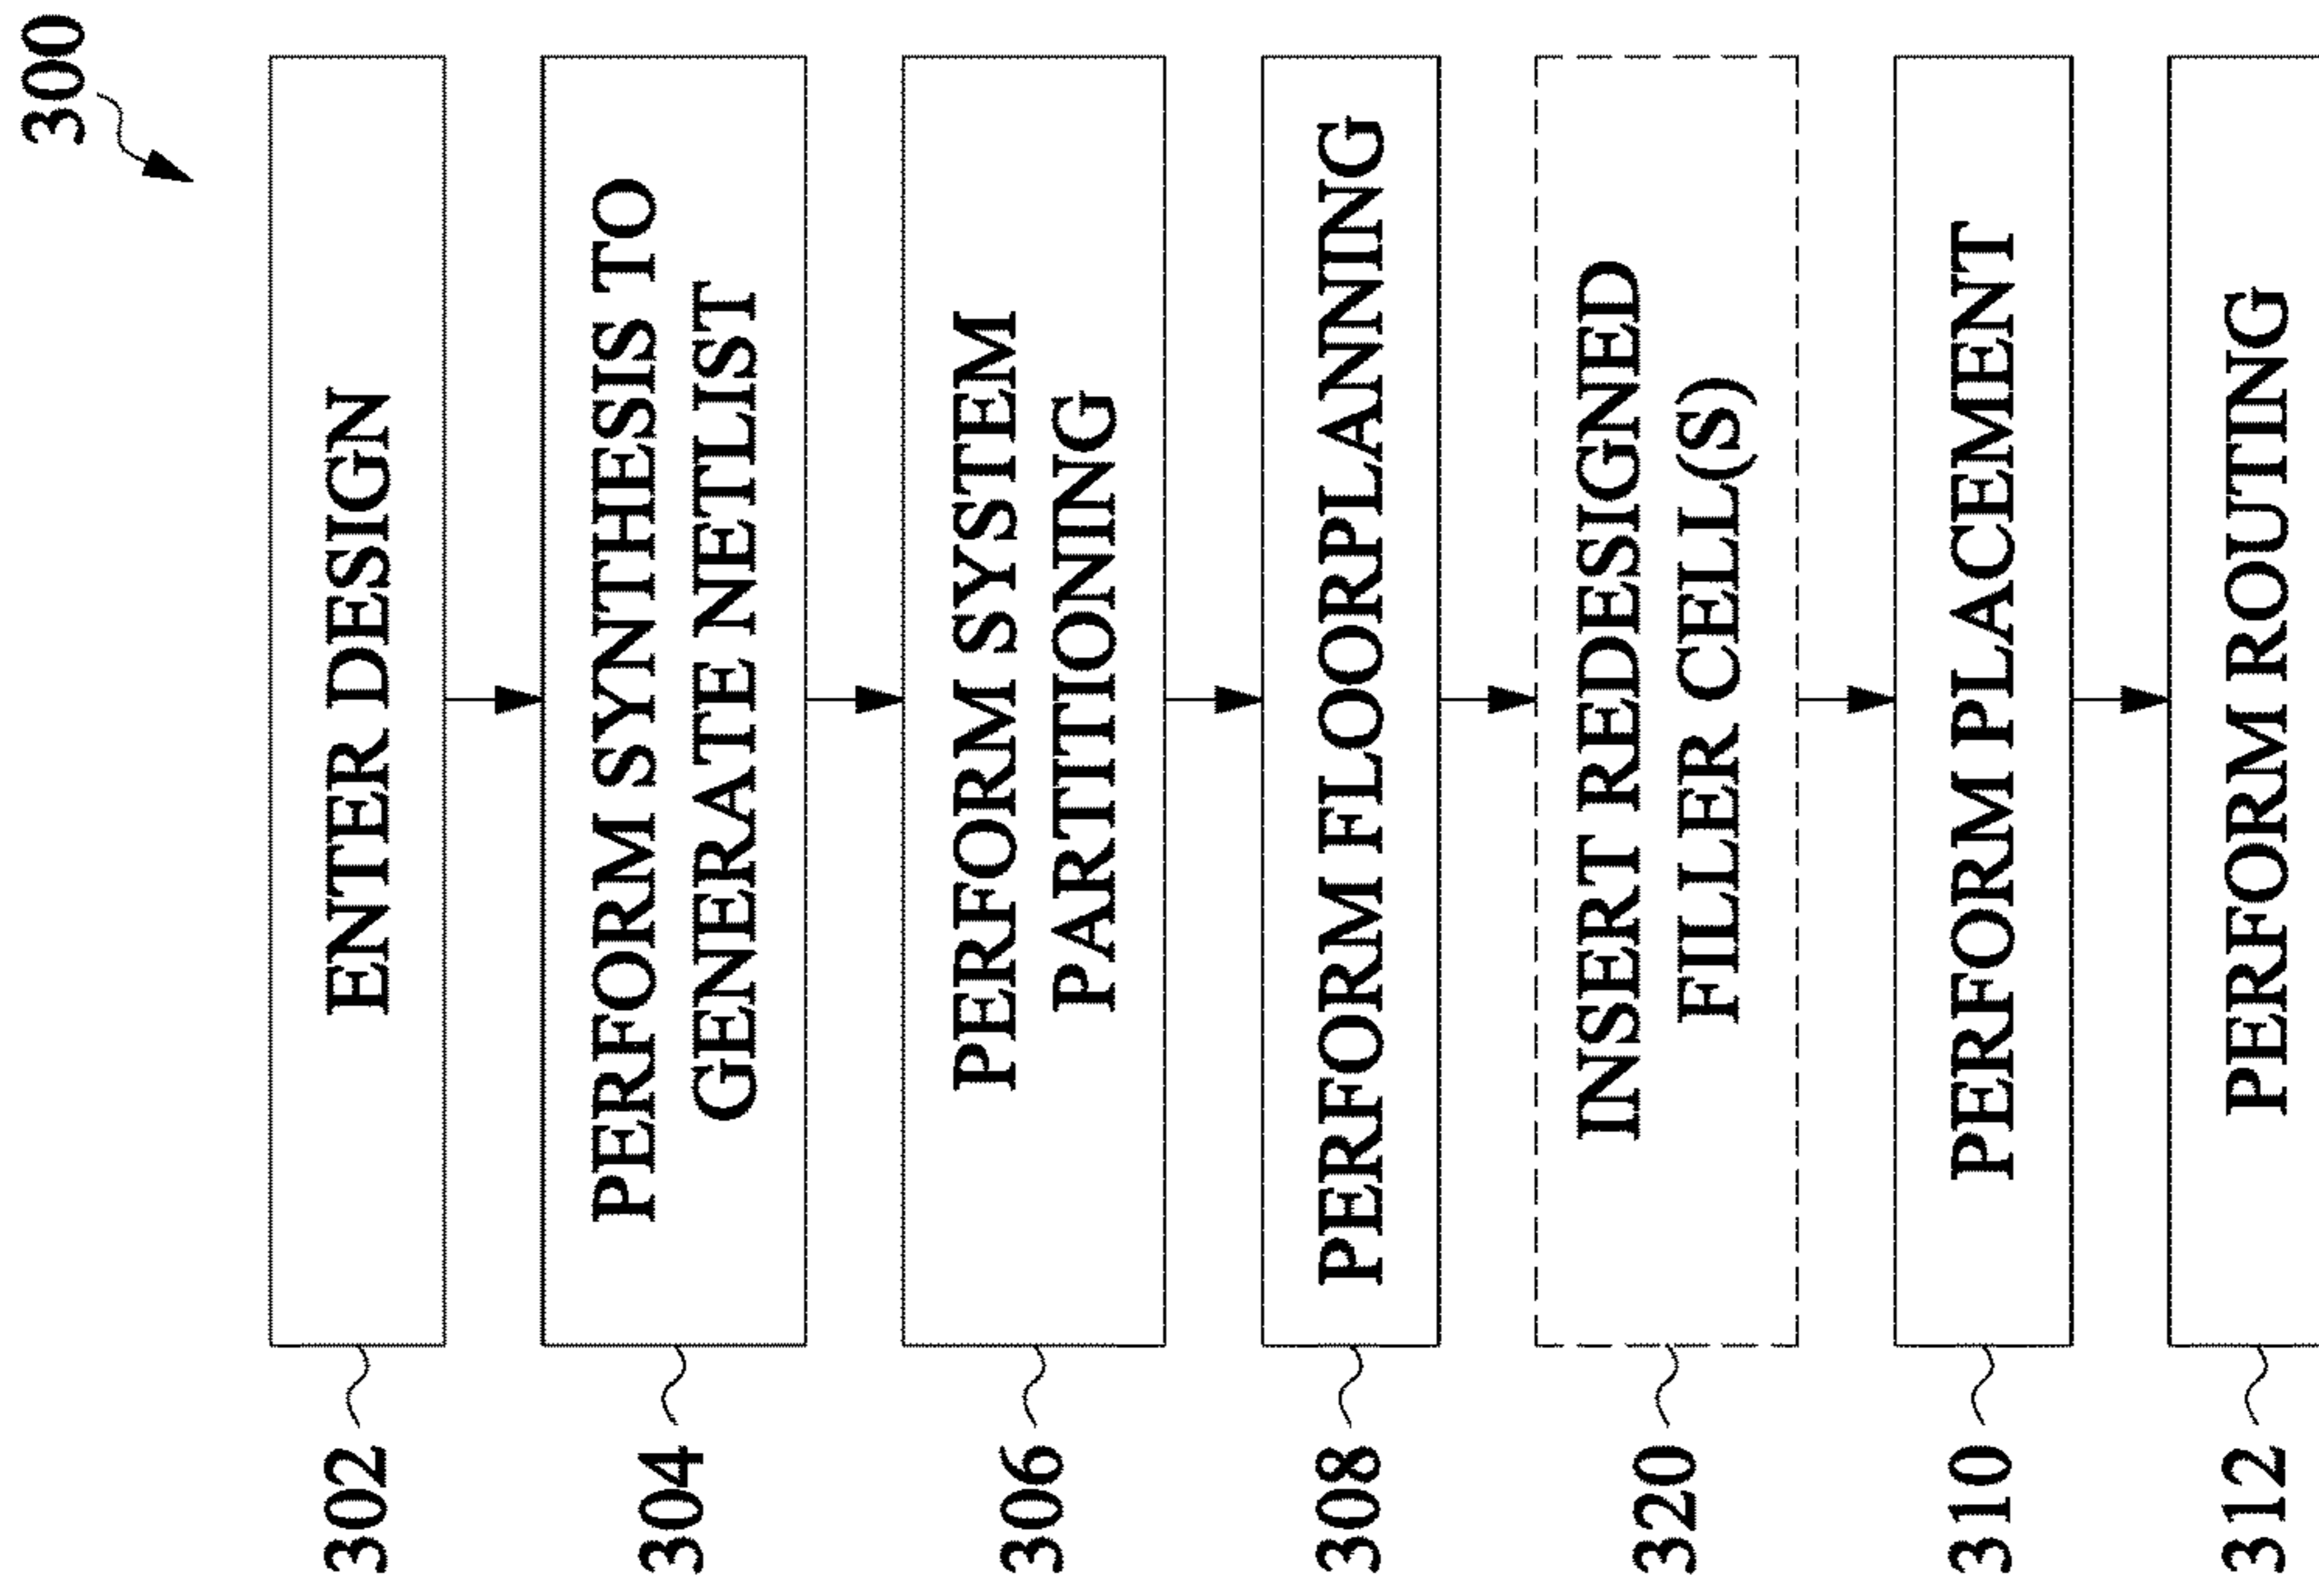 300
302
ENTER DESIGN
304
PERFORM SYNTHESIS TO
GENERATE NETLIST
306
PERFORM SYSTEM
PARTITIONING
308
PERFORM FLOORPLANNING
320
INSERT REDESIGNED
FILLER CELL(S)
310
PERFORM PLACEMENT
312
PERFORM ROUTING